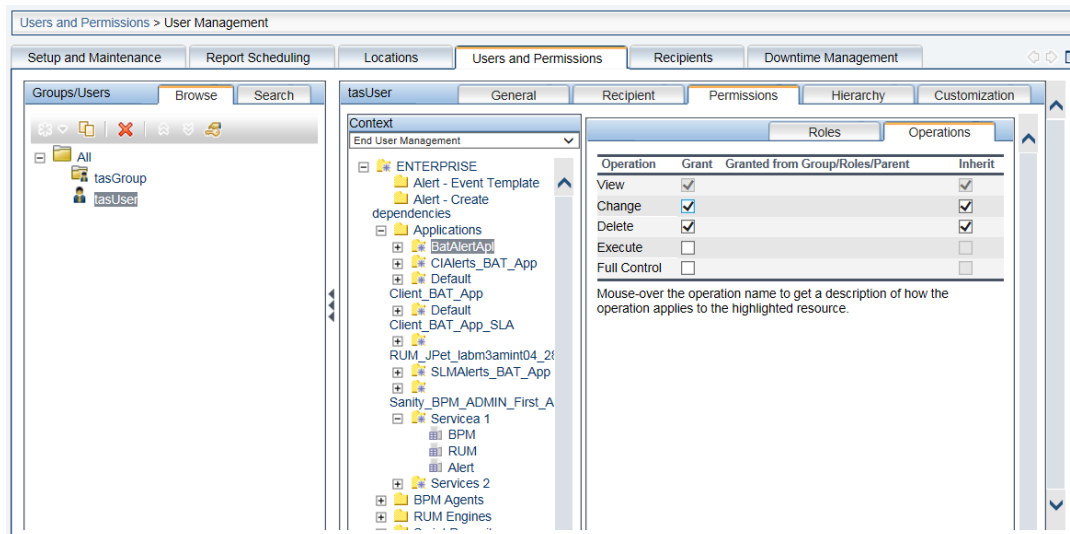 Users and Permissions > User Management
Setup and Maintenance
Report Scheduling
Locations
Users and Permissions
Recipients
Downtime Management
Groups/Users
Browse
Search
All
tasGroup
tasUser
tasUser
General
Recipient
Permissions
Hierarchy
Customization
Context
End User Management
ENTERPRISE
Alert - Event Template
Alert - Create
dependencies
Applications
BatAlertApl
CIAlerts_BAT_App
Default
Client_BAT_App
Default
Client_BAT_App_SLA
RUM_JPet_labm3amint04_28
SLMAlerts_BAT_App
Sanity_BPM_ADMIN_First_A
Servicea 1
BPM
RUM
Alert
Services 2
BPM Agents
RUM Engines
Roles
Operations
Operation Grant Granted from Group/Roles/Parent Inherit
View
Change
Delete
Execute
Full Control
Mouse-over the operation name to get a description of how the
operation applies to the highlighted resource.